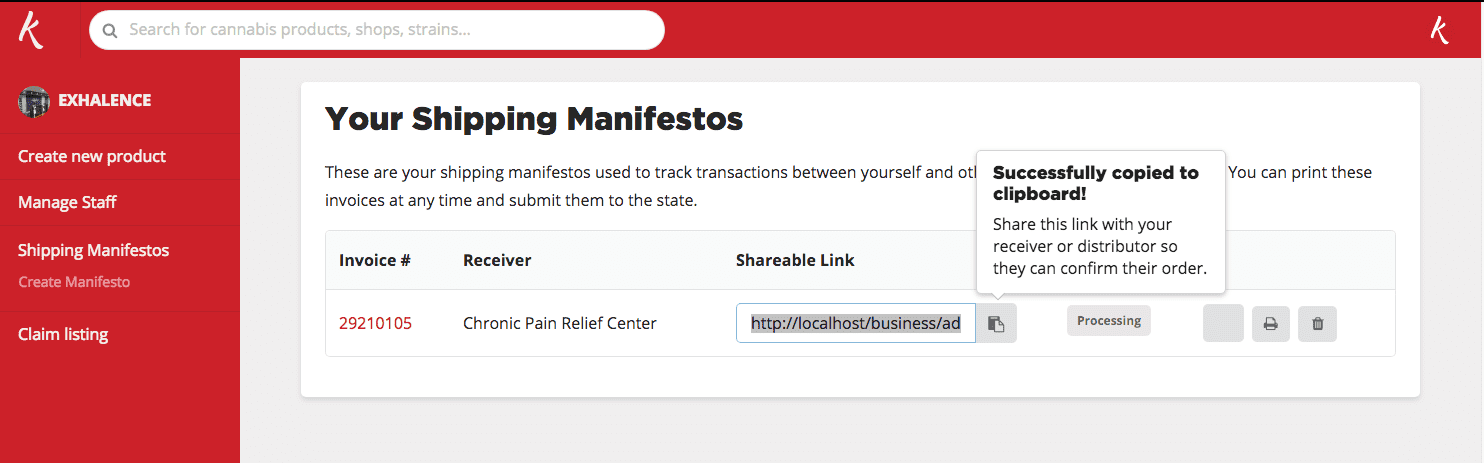 k
Search for cannabis products, shops, strains...
k
EXHALENCE
Create new product
Manage Staff
Shipping Manifestos
Create Manifesto
Claim listing
Your Shipping Manifestos
These are your shipping manifestos used to track transactions between yourself and oth You can print these
invoices at any time and submit them to the state.
Successfully copied to
clipboard!
Share this link with your
receiver or distributor so
they can confirm their order.
Invoice # Receiver Shareable Link
29210105 Chronic Pain Relief Center http://localhost/business/ad Processing